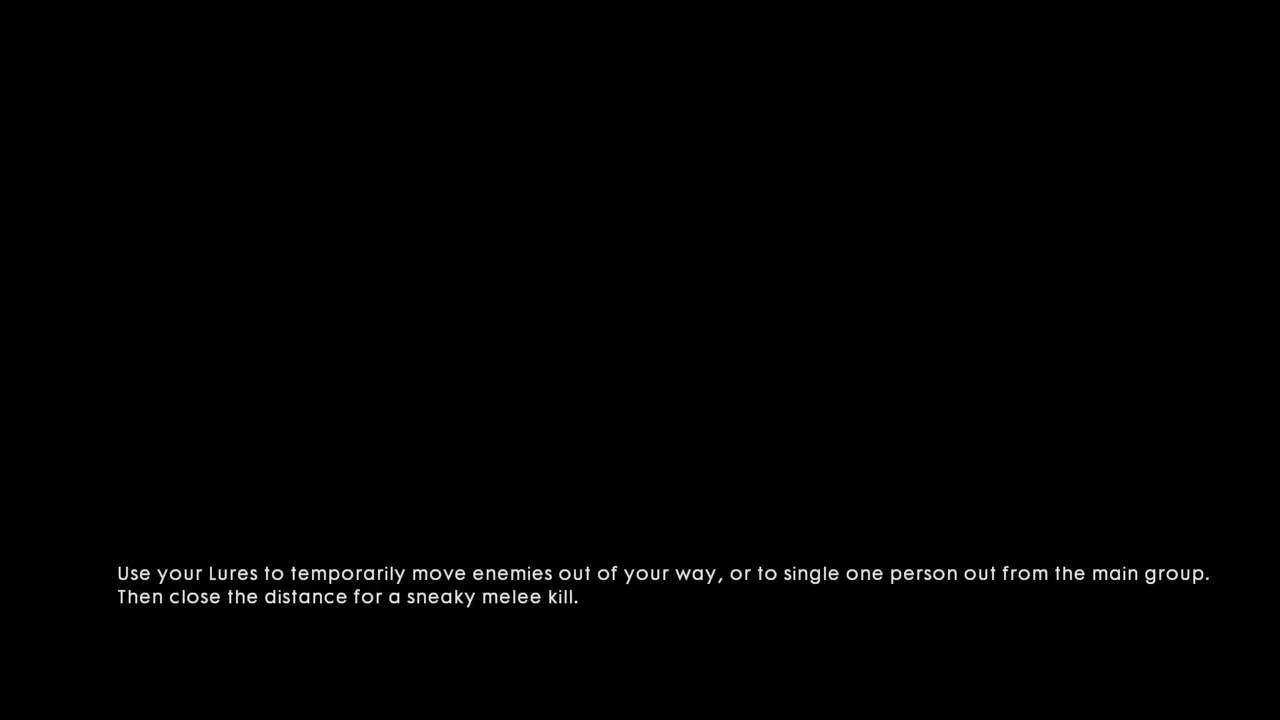 Use your Lures to temporarily move enemies out of your way, or to single one person out from the main group.
Then close the distance for a sneaky melee kill.